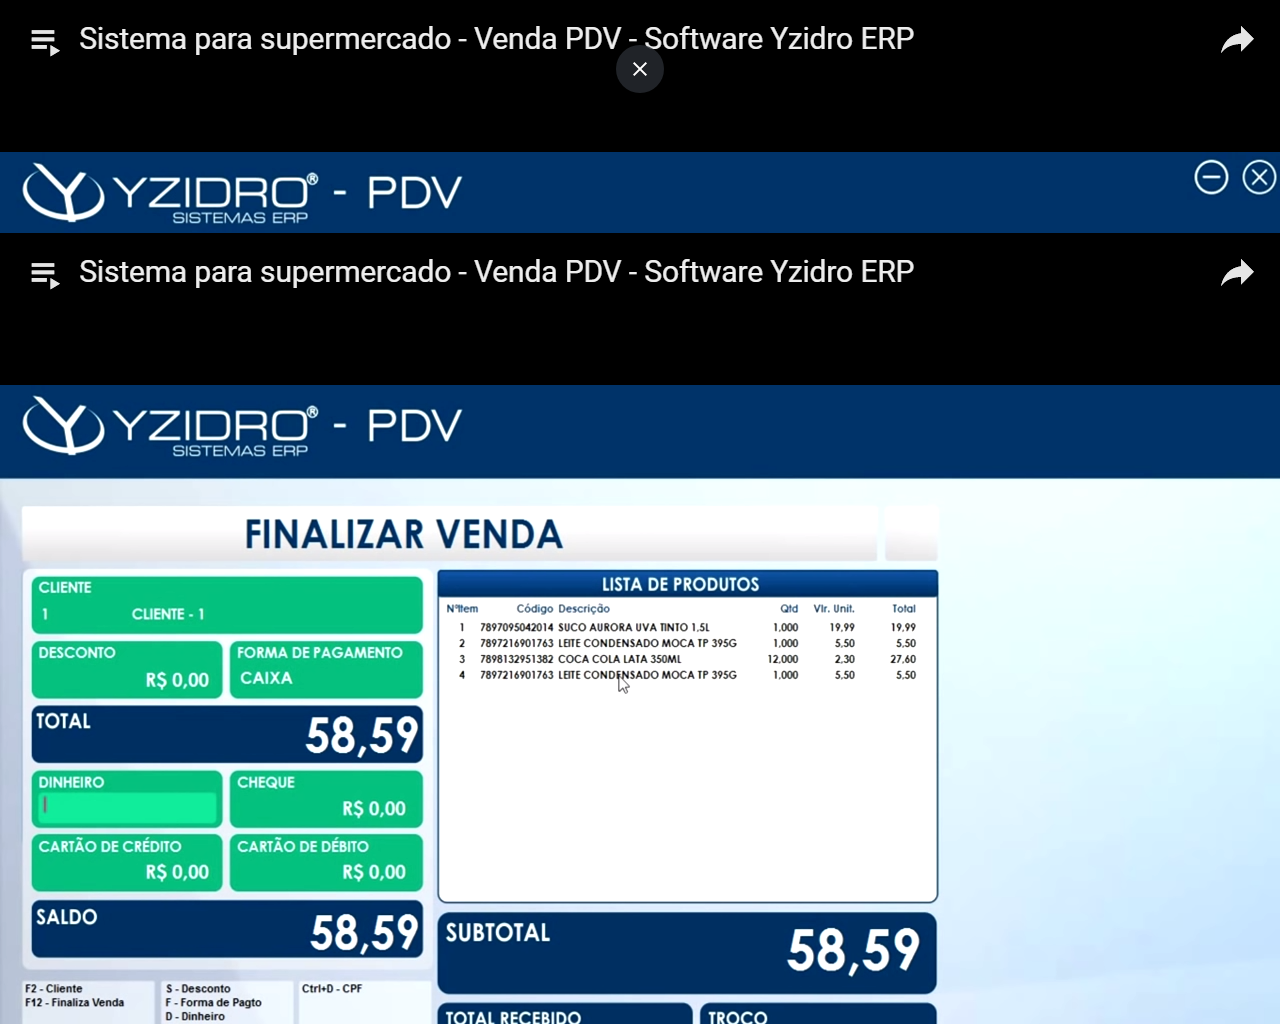 Sistema para supermercado - Venda PDV - Software Yzidro ERP
YZIDRO® - PDV
SISTEMAS ERP
Sistema para supermercado - Venda PDV - Software Yzidro ERP
YZIDRO® - PDV
SISTEMAS ERP
FINALIZAR VENDA
CLIENTE
1 CLIENTE - 1
DESCONTO
R$ 0,00
FORMA DE PAGAMENTO
CAIXA
TOTAL
58,59
DINHEIRO
CHEQUE
R$ 0,00
CARTÃO DE CRÉDITO
R$ 0,00
CARTÃO DE DÉBITO
R$ 0,00
SALDO
58,59
F2 - Cliente
F12 - Finaliza Venda
S - Desconto
F - Forma de Pagto
D - Dinheiro
Ctrl+D - CPF
LISTA DE PRODUTOS
NºItem Código Descrição Qtd Vlr. Unit. Total
1 7897095042014 SUCO AURORA UVA TINTO 1,5L 1,000 19,99 19,99
2 7897216901763 LEITE CONDENSADO MOCA TP 395G 1,000 5,50 5,50
3 7898132951382 COCA COLA LATA 350ML 12,000 2,30 27,60
4 7897216901763 LEITE CONDENSADO MOCA TP 395G 1,000 5,50 5,50
SUBTOTAL
58,59
TOTAL RECEBIDO
TROCO